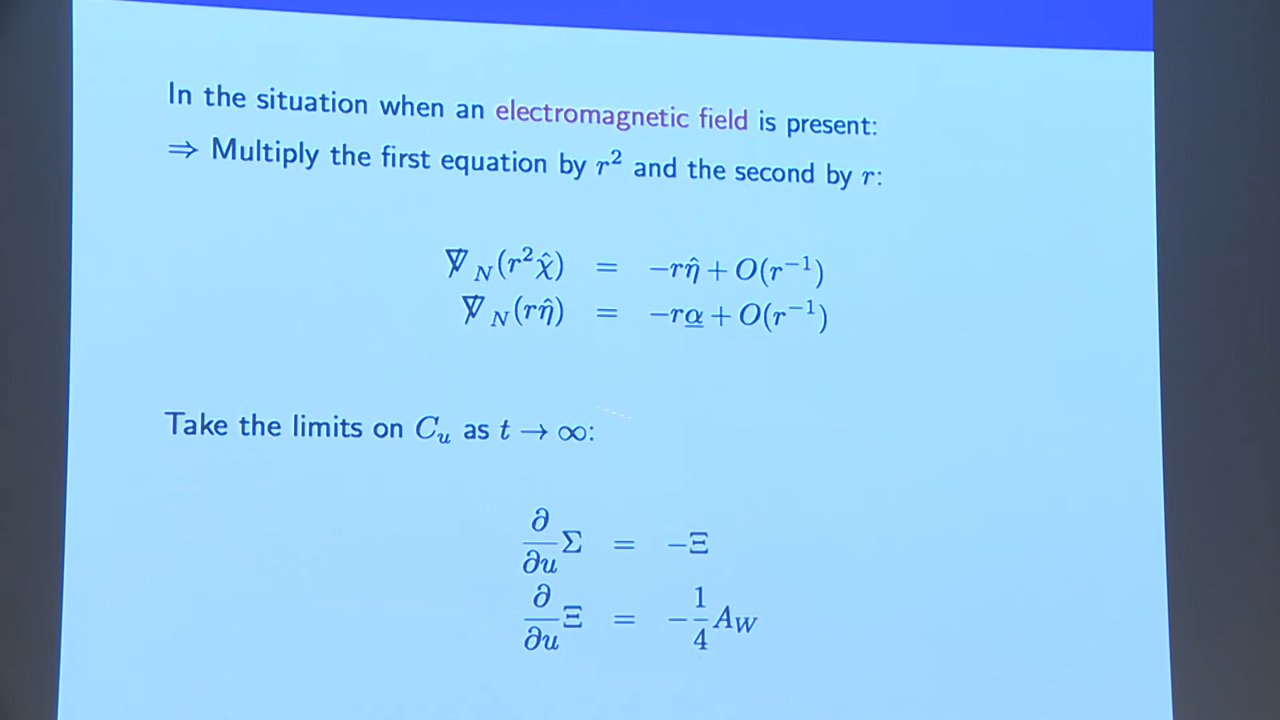 In the situation when an electromagnetic field is present:
⇒ Multiply the first equation by r² and the second by r:
∇̸_N(r²χ̂) = −rη̂ + O(r⁻¹)
∇̸_N(rη̂) = −rα̲ + O(r⁻¹)
Take the limits on C_u as t → ∞:
∂/∂u Σ = −Ξ
∂/∂u Ξ = −1/4 A_W